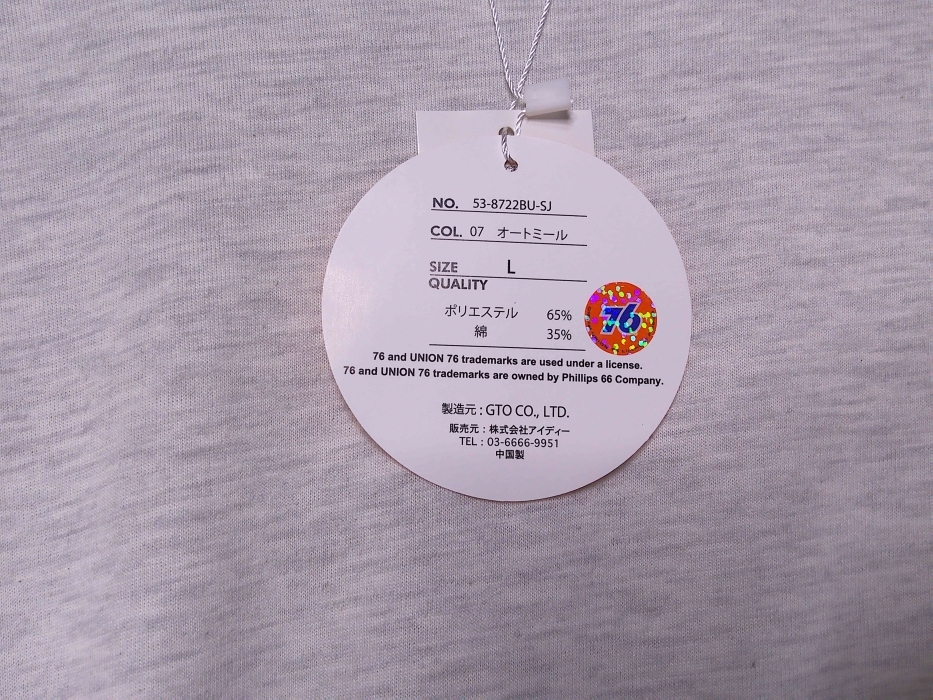 NO. 53-8722BU-SJ
COL. 07 オートミール
SIZE L
QUALITY
ポリエステル 65%
綿 35%
76
76 and UNION 76 trademarks are used under a license.
76 and UNION 76 trademarks are owned by Phillips 66 Company.
製造元 : GTO CO., LTD.
販売元 : 株式会社アイディー
TEL : 03-6666-9951
中国製